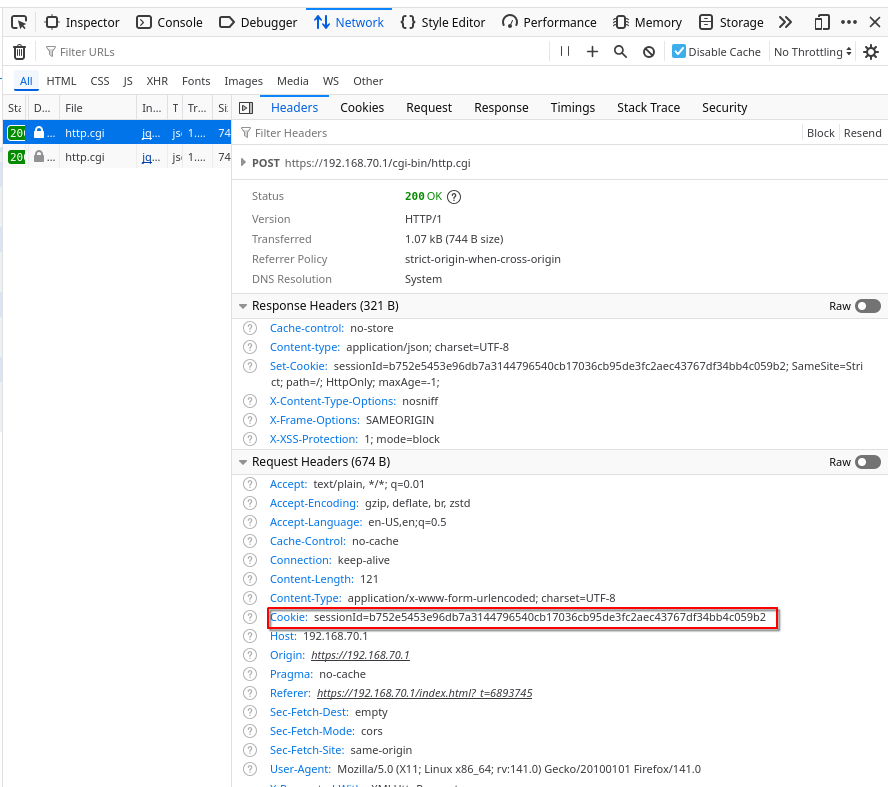 Inspector Console Debugger Network Style Editor Performance Memory Storage
Filter URLs Disable Cache No Throttling
All HTML CSS JS XHR Fonts Images Media WS Other
Sta D... File In... T Tr... Si Headers Cookies Request Response Timings Stack Trace Security
200 ... http.cgi jq... js 1.... 74 Filter Headers Block Resend
200 ... http.cgi jq... js 1.... 74
POST https://192.168.70.1/cgi-bin/http.cgi
Status 200 OK
Version HTTP/1
Transferred 1.07 kB (744 B size)
Referrer Policy strict-origin-when-cross-origin
DNS Resolution System
Response Headers (321 B) Raw
Cache-control: no-store
Content-type: application/json; charset=UTF-8
Set-Cookie: sessionId=b752e5453e96db7a3144796540cb17036cb95de3fc2aec43767df34bb4c059b2; SameSite=Stri
ct; path=/; HttpOnly; maxAge=-1;
X-Content-Type-Options: nosniff
X-Frame-Options: SAMEORIGIN
X-XSS-Protection: 1; mode=block
Request Headers (674 B) Raw
Accept: text/plain, */*; q=0.01
Accept-Encoding: gzip, deflate, br, zstd
Accept-Language: en-US,en;q=0.5
Cache-Control: no-cache
Connection: keep-alive
Content-Length: 121
Content-Type: application/x-www-form-urlencoded; charset=UTF-8
Cookie: sessionId=b752e5453e96db7a3144796540cb17036cb95de3fc2aec43767df34bb4c059b2
Host: 192.168.70.1
Origin: https://192.168.70.1
Pragma: no-cache
Referer: https://192.168.70.1/index.html?_t=6893745
Sec-Fetch-Dest: empty
Sec-Fetch-Mode: cors
Sec-Fetch-Site: same-origin
User-Agent: Mozilla/5.0 (X11; Linux x86_64; rv:141.0) Gecko/20100101 Firefox/141.0